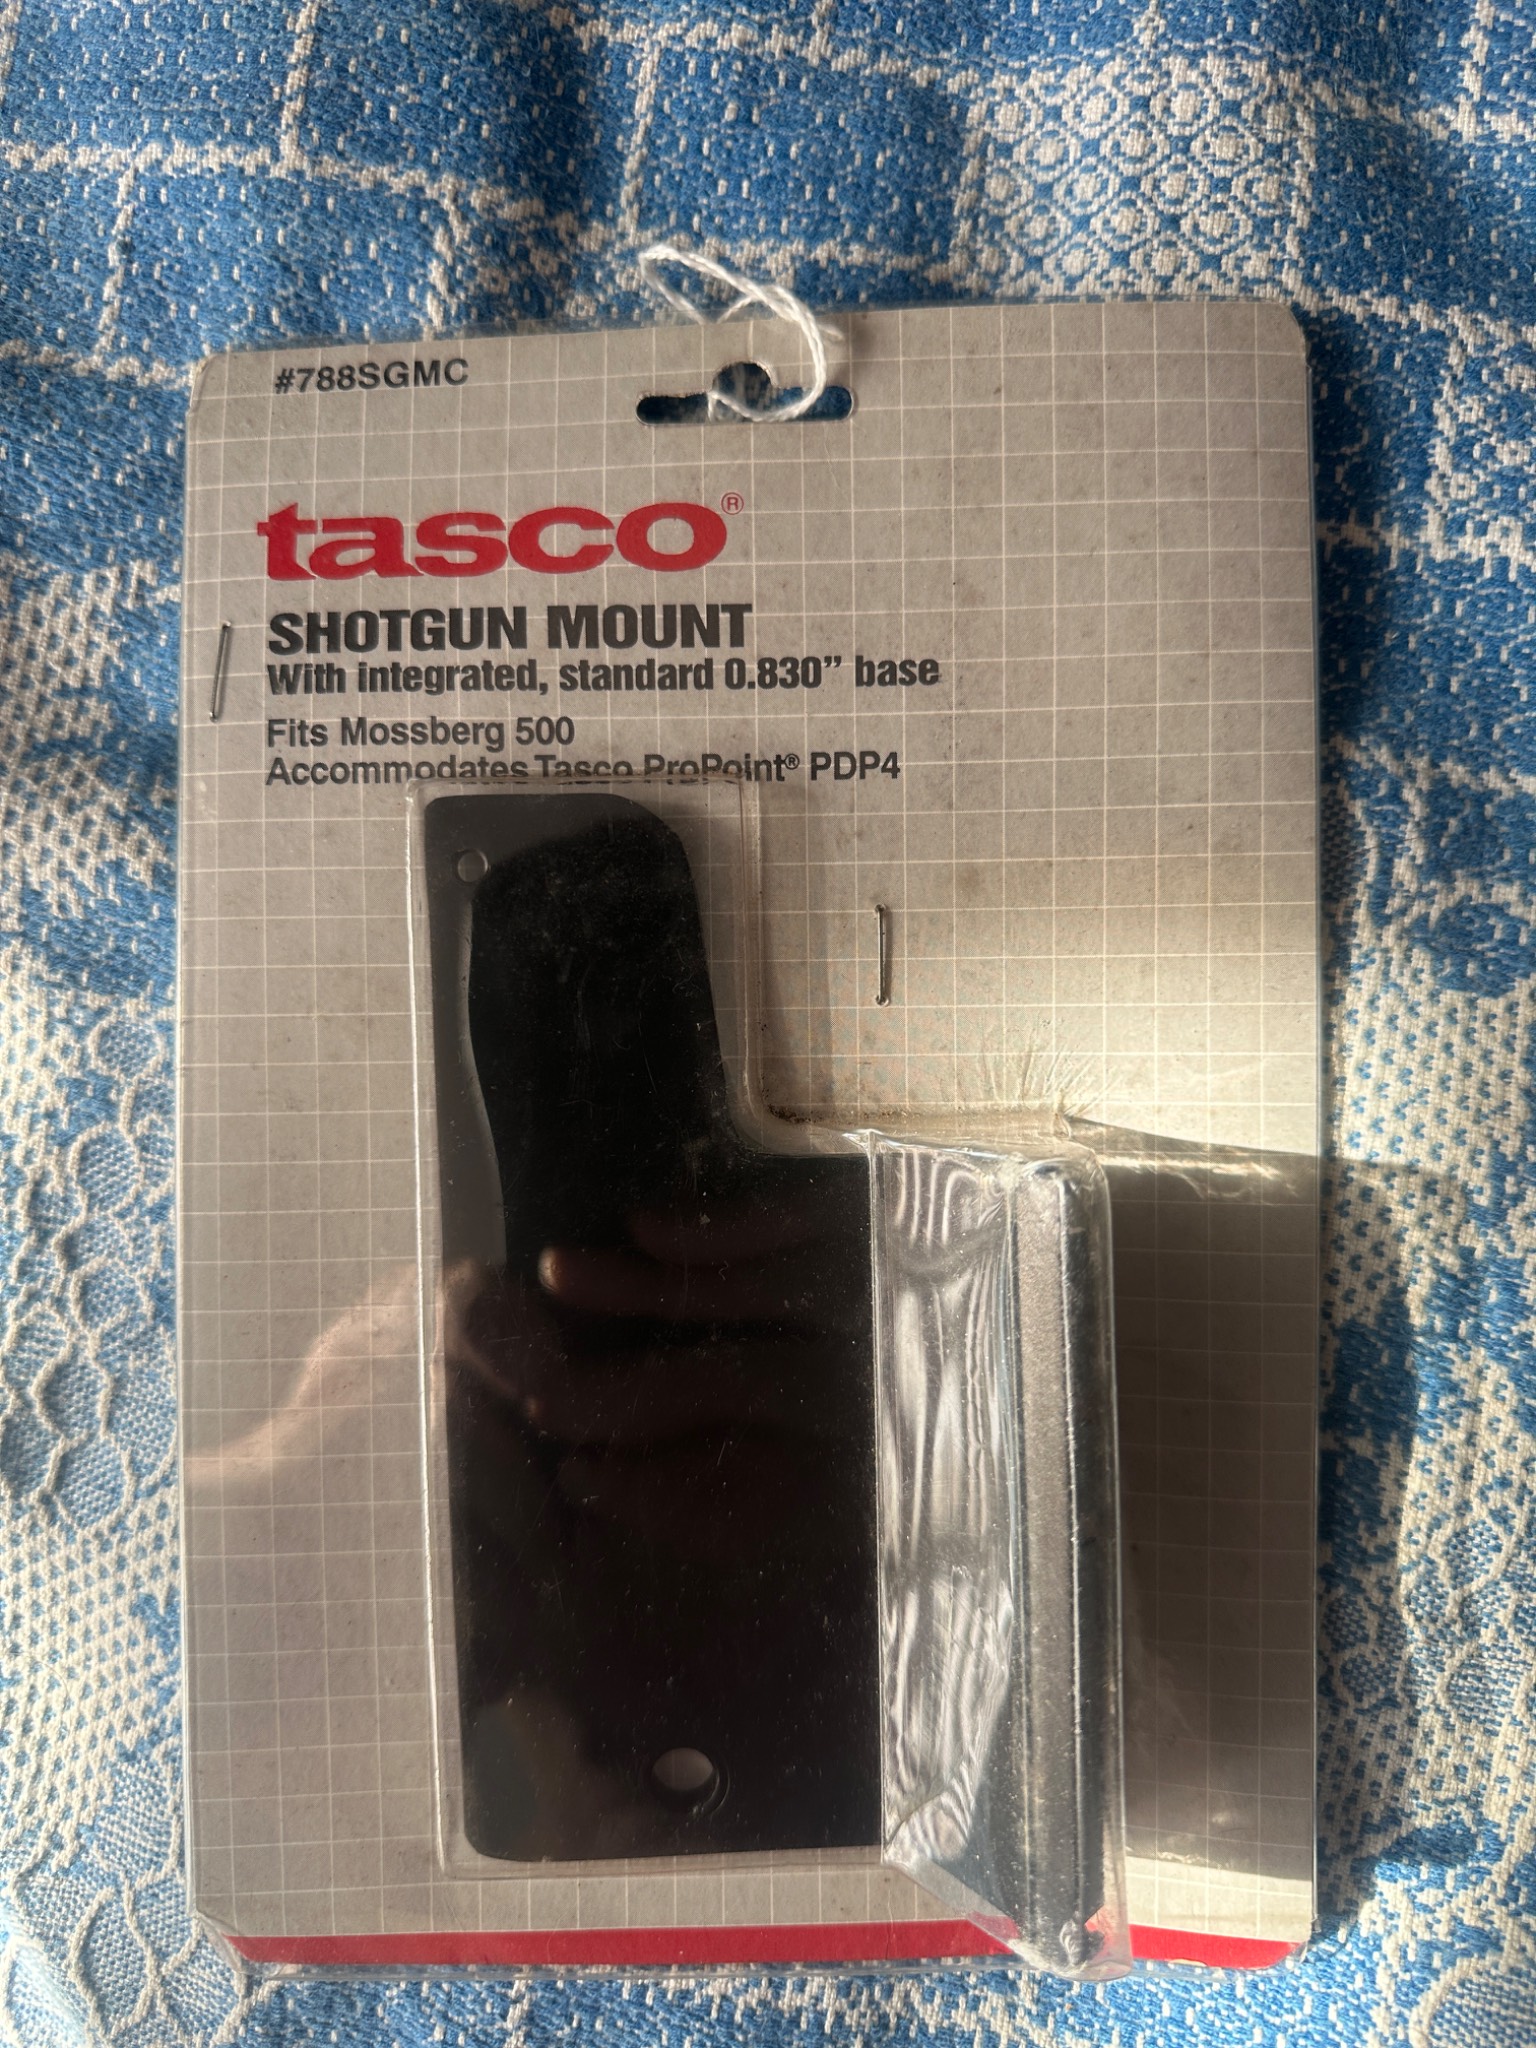 #788SGMC
tasco®
SHOTGUN MOUNT
With integrated, standard 0.830” base
Fits Mossberg 500
Accommodates Tasco ProPoint® PDP4